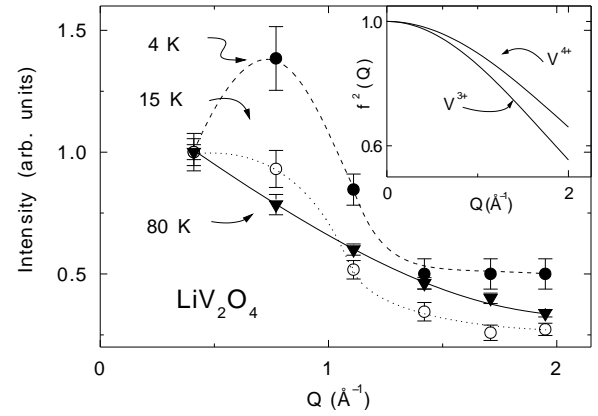 1.5
1.0
0.5
Intensity (arb. units)
4 K
15 K
80 K
LiV₂O₄
0
1
2
Q (Å⁻¹)
1.0
0.6
f² (Q)
V⁴⁺
V³⁺
0
1
2
Q (Å⁻¹)